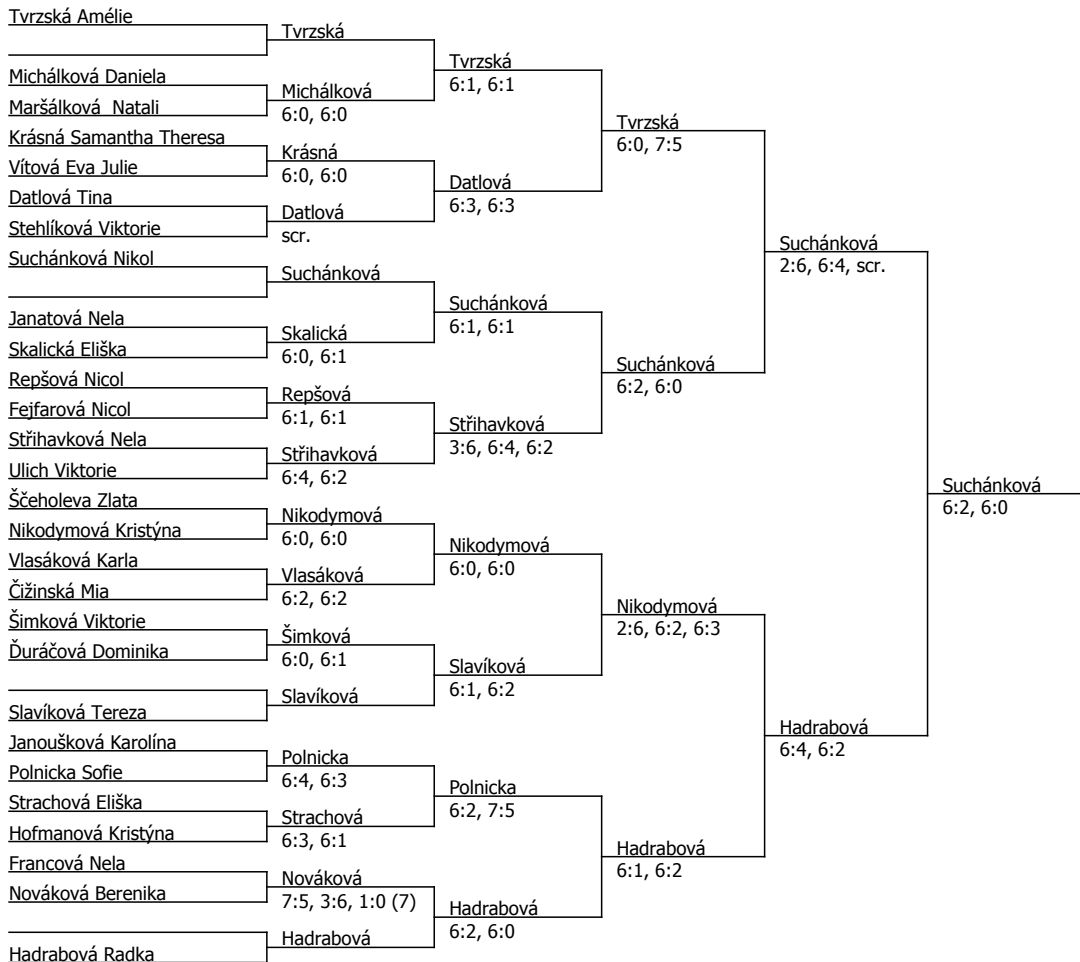 Tvrzská Amélie
Michálková Daniela
Maršálková  Natali
Krásná Samantha Theresa
Vítová Eva Julie
Datlová Tina
Stehlíková Viktorie
Suchánková Nikol
Janatová Nela
Skalická Eliška
Repšová Nicol
Fejfarová Nicol
Střihavková Nela
Ulich Viktorie
Ščeholeva Zlata
Nikodymová Kristýna
Vlasáková Karla
Čižinská Mia
Šimková Viktorie
Ďuráčová Dominika
Slavíková Tereza
Janoušková Karolína
Polnicka Sofie
Strachová Eliška
Hofmanová Kristýna
Francová Nela
Nováková Berenika
Hadrabová Radka
Tvrzská
Michálková
6:0, 6:0
Krásná
6:0, 6:0
Datlová
scr.
Suchánková
Skalická
6:0, 6:1
Repšová
6:1, 6:1
Střihavková
6:4, 6:2
Nikodymová
6:0, 6:0
Vlasáková
6:2, 6:2
Šimková
6:0, 6:1
Slavíková
Polnicka
6:4, 6:3
Strachová
6:3, 6:1
Nováková
7:5, 3:6, 1:0 (7)
Hadrabová
Tvrzská
6:1, 6:1
Datlová
6:3, 6:3
Suchánková
6:1, 6:1
Střihavková
3:6, 6:4, 6:2
Nikodymová
6:0, 6:0
Slavíková
6:1, 6:2
Polnicka
6:2, 7:5
Hadrabová
6:2, 6:0
Tvrzská
6:0, 7:5
Suchánková
6:2, 6:0
Nikodymová
2:6, 6:2, 6:3
Hadrabová
6:1, 6:2
Suchánková
2:6, 6:4, scr.
Hadrabová
6:4, 6:2
Suchánková
6:2, 6:0